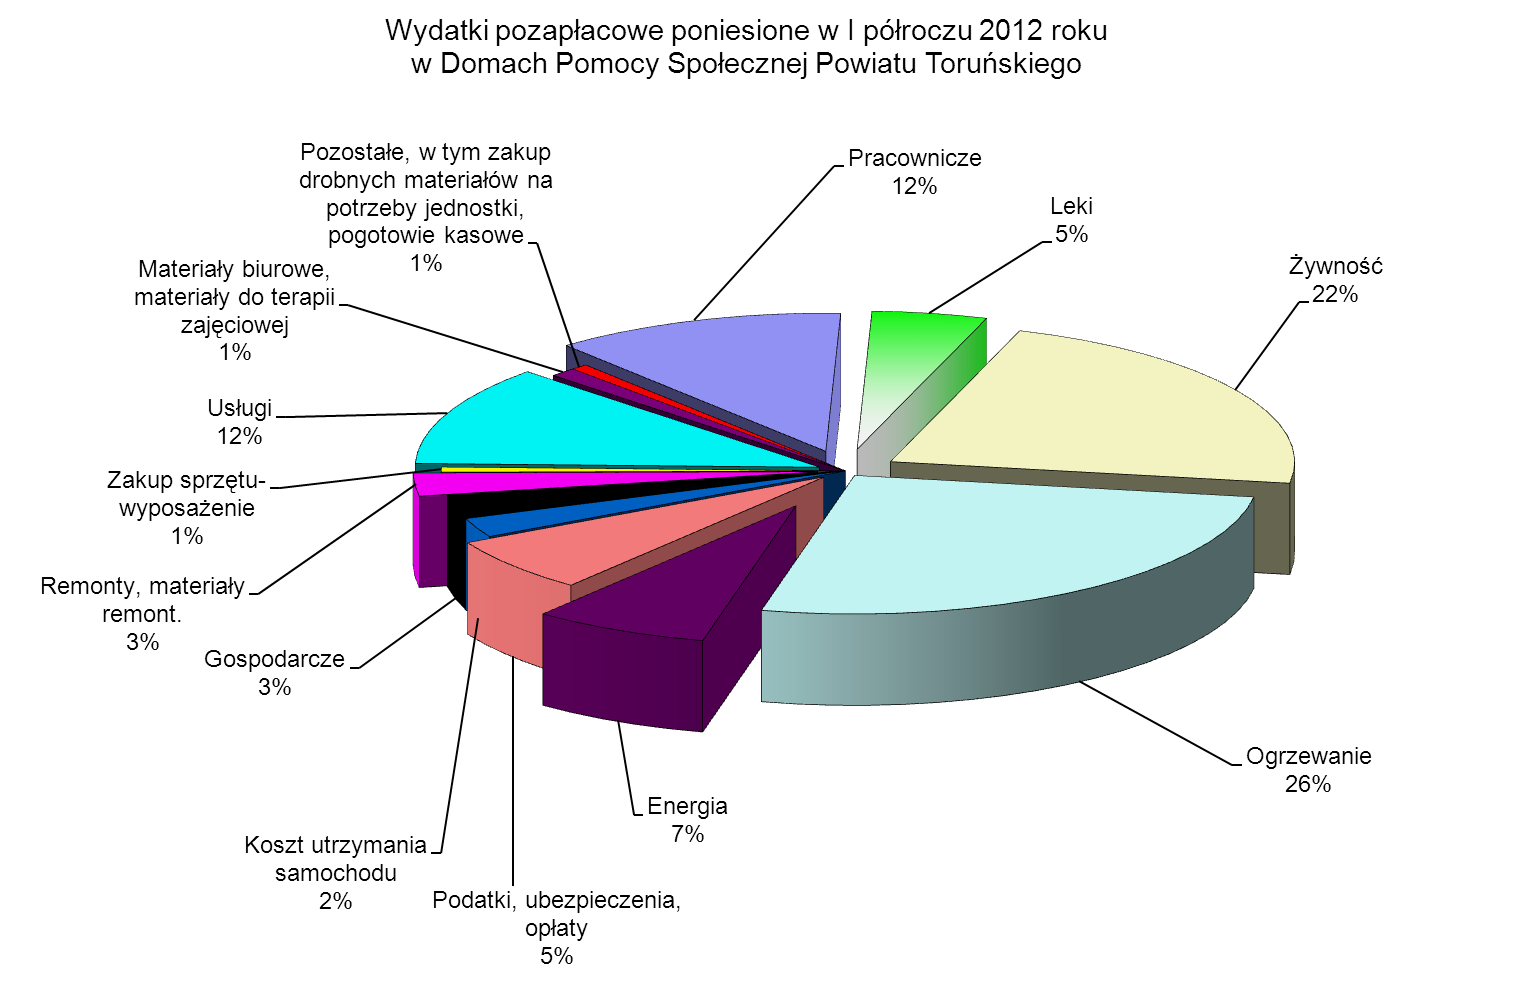 Wydatki pozapłacowe poniesione w I półroczu 2012 roku
w Domach Pomocy Społecznej Powiatu Toruńskiego
Pozostałe, w tym zakup
drobnych materiałów na
potrzeby jednostki,
pogotowie kasowe
1%
Pracownicze
12%
Leki
5%
Żywność
22%
Materiały biurowe,
materiały do terapii
zajęciowej
1%
Usługi
12%
Zakup sprzętu-
wyposażenie
1%
Remonty, materiały
remont.
3%
Gospodarcze
3%
Ogrzewanie
26%
Energia
7%
Koszt utrzymania
samochodu
2%
Podatki, ubezpieczenia,
opłaty
5%